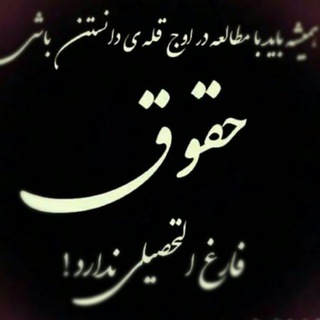 همیشه باید با مطالعه در اوج قله‌ی دانستن باشی
حقوق
فارغ التحصیلی ندارد!